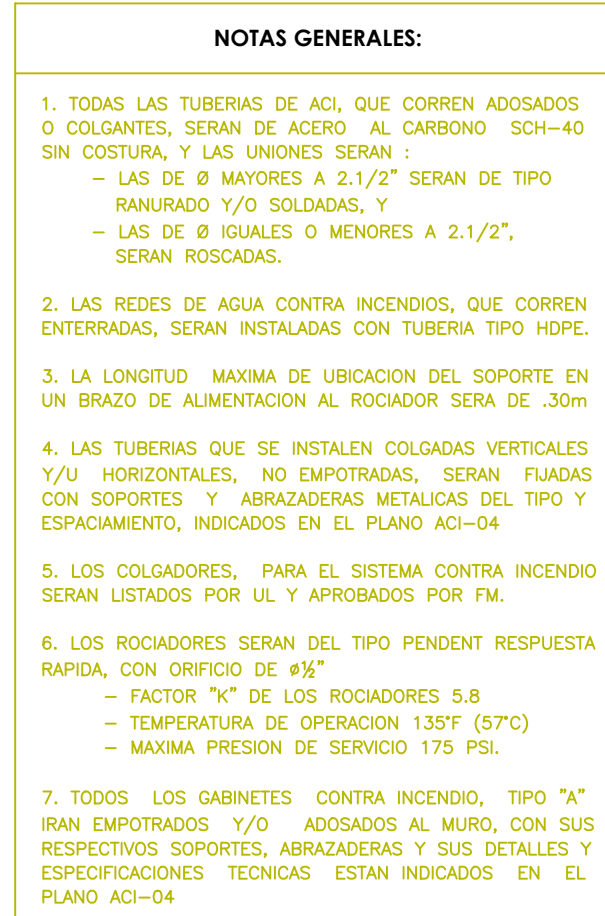 NOTAS GENERALES:
1. TODAS LAS TUBERIAS DE ACI, QUE CORREN ADOSADOS
O COLGANTES, SERAN DE ACERO AL CARBONO SCH-40
SIN COSTURA, Y LAS UNIONES SERAN :
- LAS DE Ø MAYORES A 2.1/2" SERAN DE TIPO
RANURADO Y/O SOLDADAS, Y
- LAS DE Ø IGUALES O MENORES A 2.1/2",
SERAN ROSCADAS.
2. LAS REDES DE AGUA CONTRA INCENDIOS, QUE CORREN
ENTERRADAS, SERAN INSTALADAS CON TUBERIA TIPO HDPE.
3. LA LONGITUD MAXIMA DE UBICACION DEL SOPORTE EN
UN BRAZO DE ALIMENTACION AL ROCIADOR SERA DE .30m
4. LAS TUBERIAS QUE SE INSTALEN COLGADAS VERTICALES
Y/U HORIZONTALES, NO EMPOTRADAS, SERAN FIJADAS
CON SOPORTES Y ABRAZADERAS METALICAS DEL TIPO Y
ESPACIAMIENTO, INDICADOS EN EL PLANO ACI-04
5. LOS COLGADORES, PARA EL SISTEMA CONTRA INCENDIO
SERAN LISTADOS POR UL Y APROBADOS POR FM.
6. LOS ROCIADORES SERAN DEL TIPO PENDENT RESPUESTA
RAPIDA, CON ORIFICIO DE ø½"
- FACTOR "K" DE LOS ROCIADORES 5.8
- TEMPERATURA DE OPERACION 135°F (57°C)
- MAXIMA PRESION DE SERVICIO 175 PSI.
7. TODOS LOS GABINETES CONTRA INCENDIO, TIPO "A"
IRAN EMPOTRADOS Y/O ADOSADOS AL MURO, CON SUS
RESPECTIVOS SOPORTES, ABRAZADERAS Y SUS DETALLES Y
ESPECIFICACIONES TECNICAS ESTAN INDICADOS EN EL
PLANO ACI-04